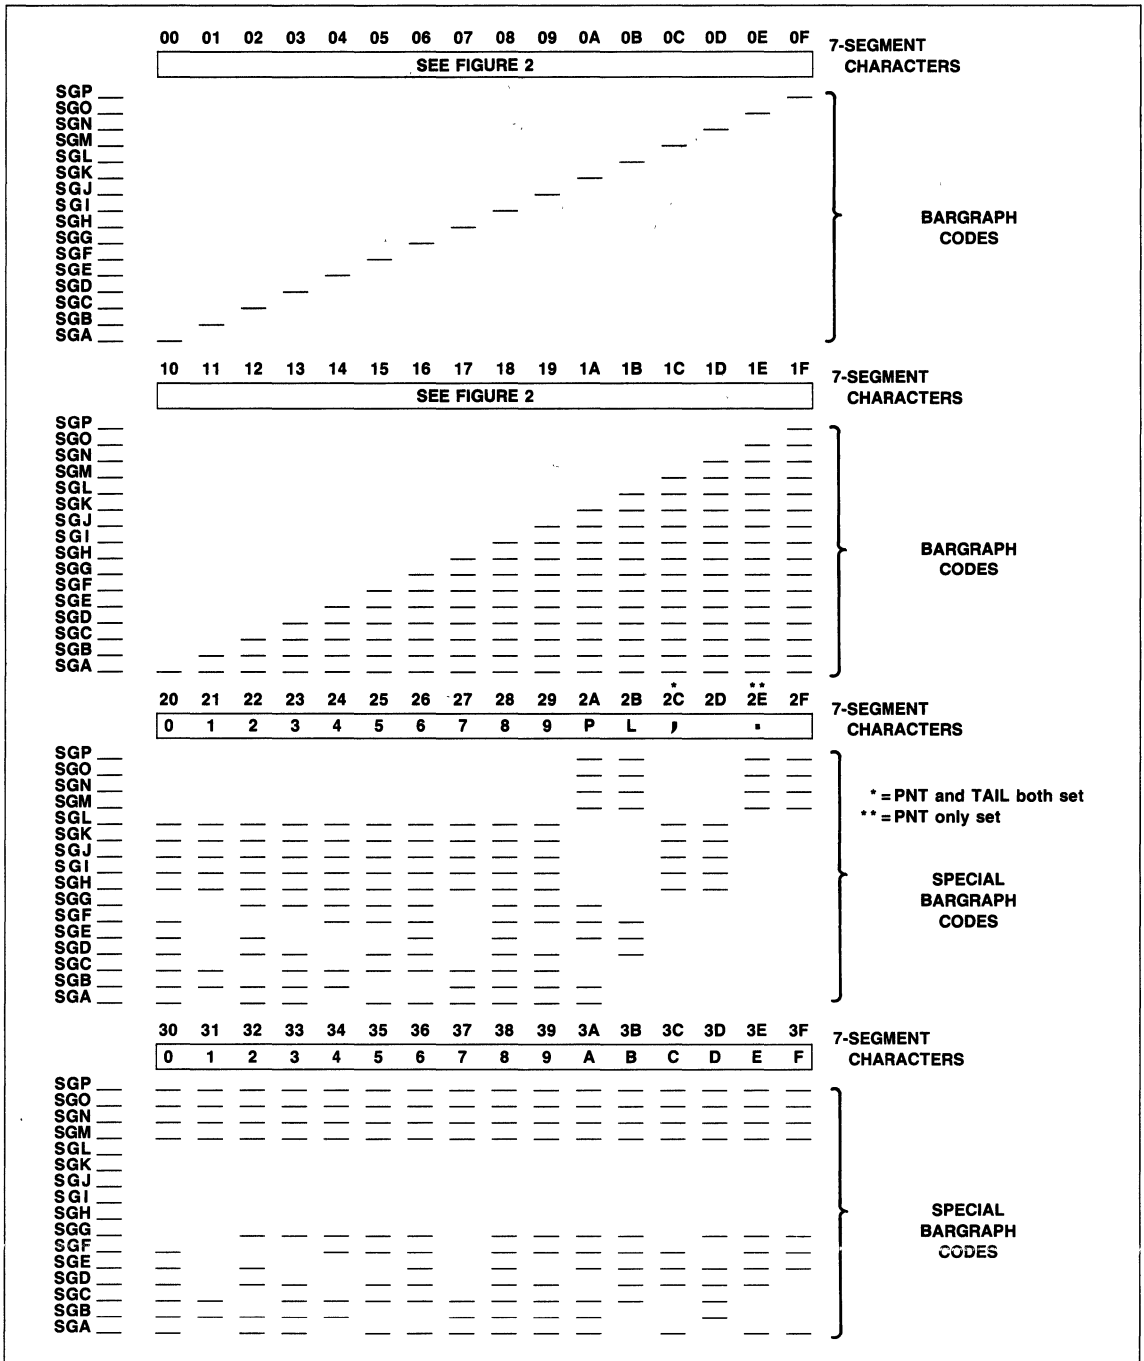 00 01 02 03 04 05 06 07 08 09 0A 0B 0C 0D 0E 0F
7-SEGMENT
CHARACTERS
SEE FIGURE 2
SGP
SGO
SGN
SGM
SGL
SGK
SGJ
SGI
SGH
SGG
SGF
SGE
SGD
SGC
SGB
SGA
BARGRAPH
CODES
10 11 12 13 14 15 16 17 18 19 1A 1B 1C 1D 1E 1F
7-SEGMENT
CHARACTERS
SEE FIGURE 2
SGP
SGO
SGN
SGM
SGL
SGK
SGJ
SGI
SGH
SGG
SGF
SGE
SGD
SGC
SGB
SGA
BARGRAPH
CODES
* **
20 21 22 23 24 25 26 27 28 29 2A 2B 2C 2D 2E 2F
7-SEGMENT
CHARACTERS
0 1 2 3 4 5 6 7 8 9 P L , .
SGP
SGO
SGN
SGM
SGL
SGK
SGJ
SGI
SGH
SGG
SGF
SGE
SGD
SGC
SGB
SGA
* = PNT and TAIL both set
** = PNT only set
SPECIAL
BARGRAPH
CODES
30 31 32 33 34 35 36 37 38 39 3A 3B 3C 3D 3E 3F
7-SEGMENT
CHARACTERS
0 1 2 3 4 5 6 7 8 9 A B C D E F
SGP
SGO
SGN
SGM
SGL
SGK
SGJ
SGI
SGH
SGG
SGF
SGE
SGD
SGC
SGB
SGA
SPECIAL
BARGRAPH
CODES